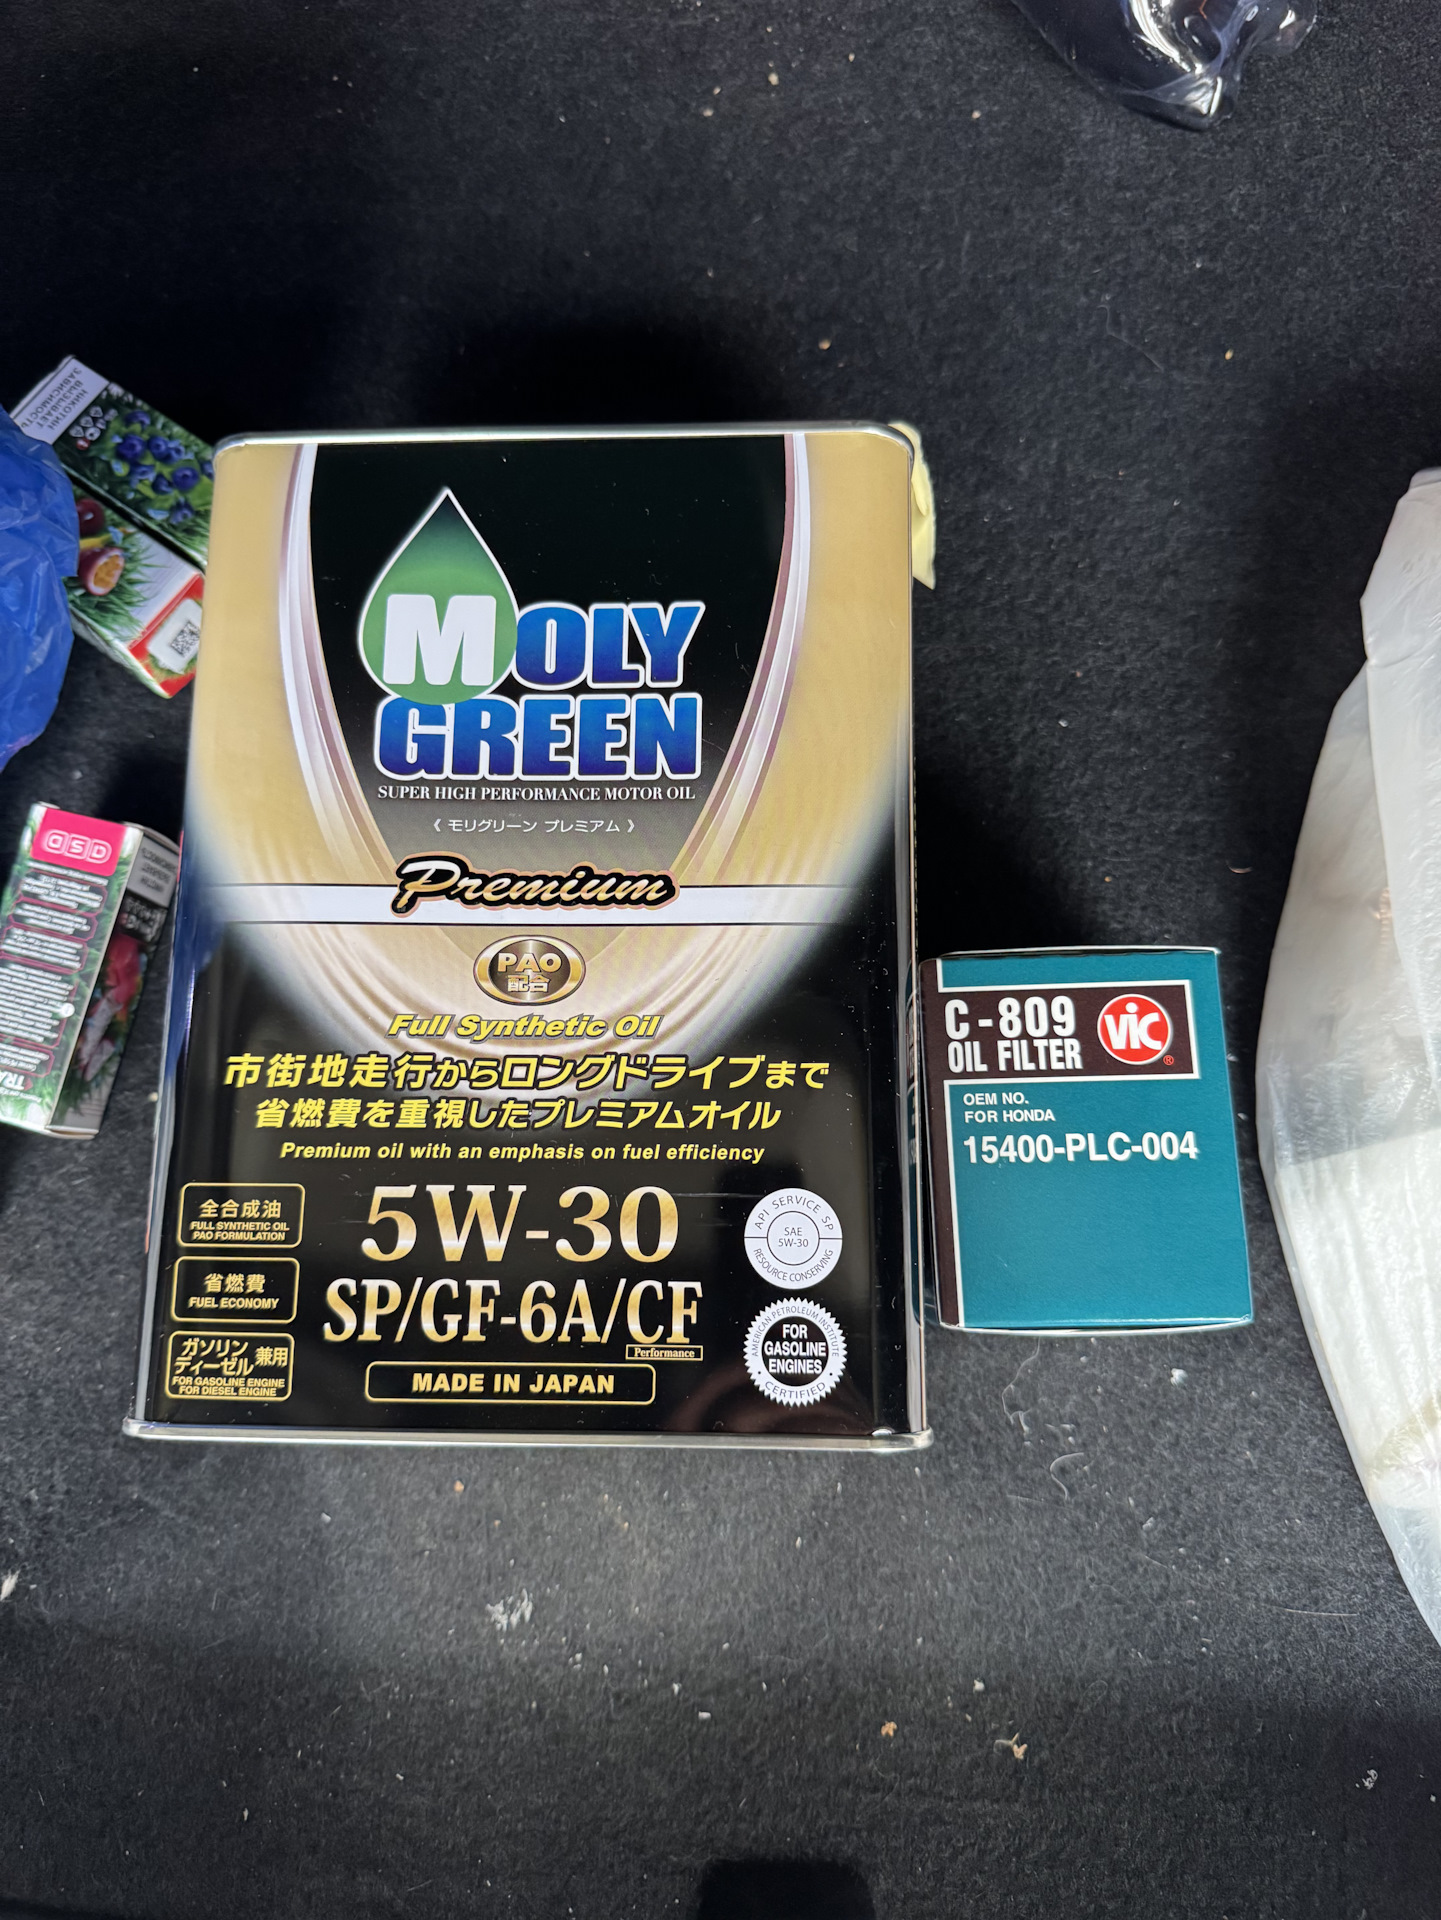 MOLY
GREEN
SUPER HIGH PERFORMANCE MOTOR OIL
《 モリグリーン プレミアム 》
Premium
PAO
配合
Full Synthetic Oil
市街地走行からロングドライブまで
省燃費を重視したプレミアムオイル
Premium oil with an emphasis on fuel efficiency
全合成油
FULL SYNTHETIC OIL
PAO FORMULATION
省燃費
FUEL ECONOMY
ガソリン
ディーゼル 兼用
FOR GASOLINE ENGINE
FOR DIESEL ENGINE
5W-30
SP/GF-6A/CF
Performance
MADE IN JAPAN
API SERVICE SP
SAE
5W-30
RESOURCE CONSERVING
AMERICAN PETROLEUM INSTITUTE
FOR
GASOLINE
ENGINES
CERTIFIED
C-809
OIL FILTER
VIC
®
OEM NO.
FOR HONDA
15400-PLC-004
НИКОТИН
ВЫЗЫВАЕТ
ЗАВИСИМОСТЬ